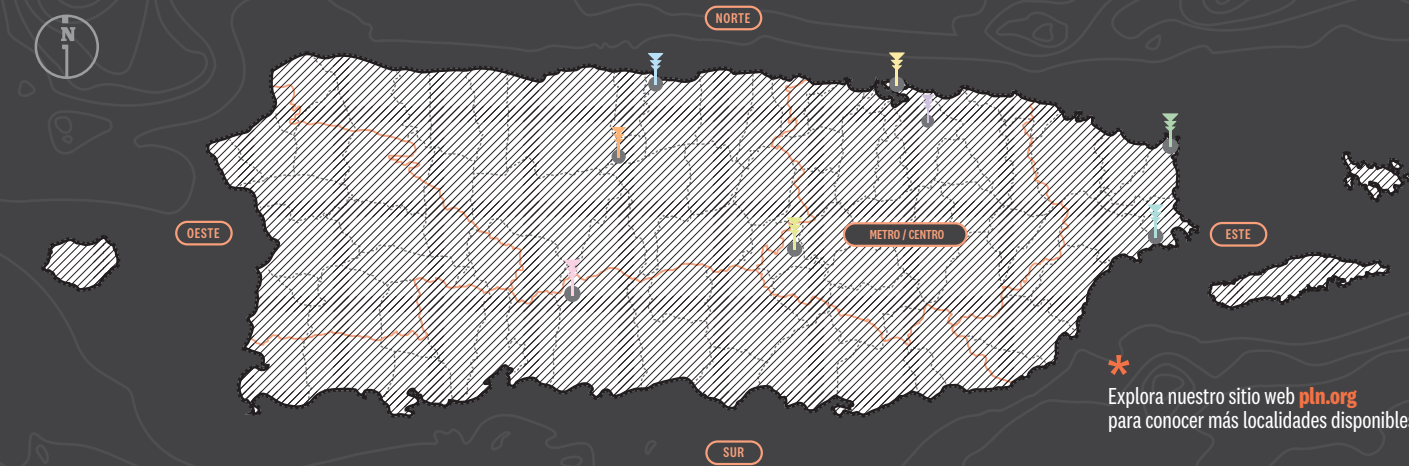 NORTE
N
OESTE
METRO / CENTRO
ESTE
*
Explora nuestro sitio web pln.org
para conocer más localidades disponibles
SUR